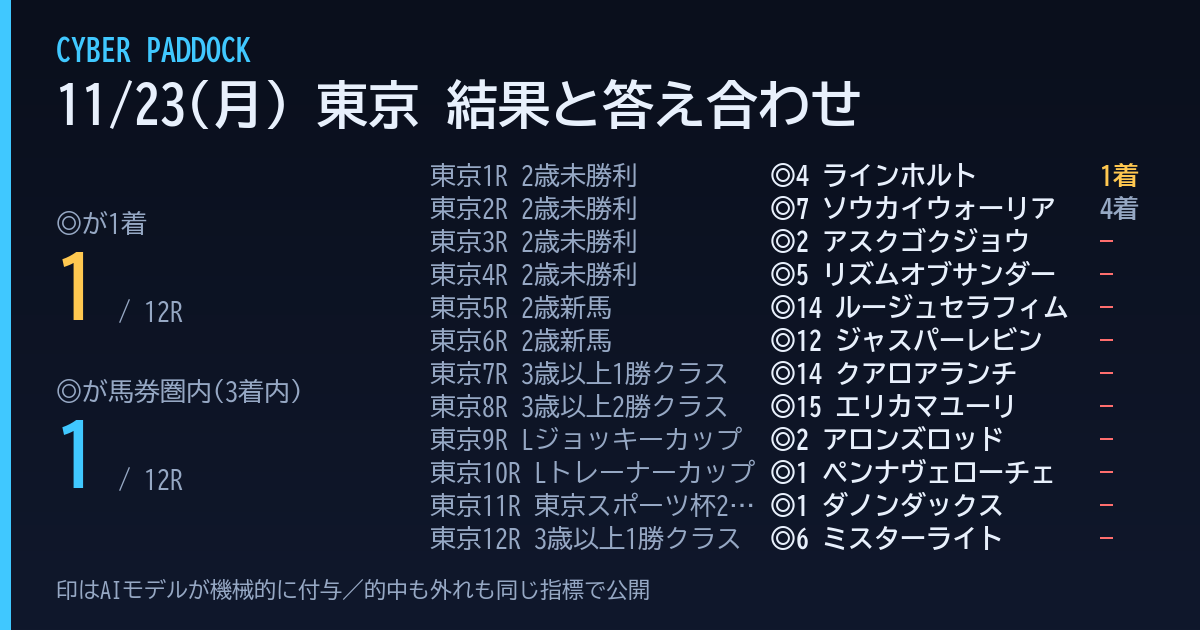 CYBER PADDOCK
11/23(月) 東京 結果と答え合わせ
◎が1着
1 / 12R
◎が馬券圏内(3着内)
1 / 12R
東京1R 2歳未勝利 ◎4 ラインホルト 1着
東京2R 2歳未勝利 ◎7 ソウカイウォーリア 4着
東京3R 2歳未勝利 ◎2 アスクゴクジョウ −
東京4R 2歳未勝利 ◎5 リズムオブサンダー −
東京5R 2歳新馬 ◎14 ルージュセラフィム −
東京6R 2歳新馬 ◎12 ジャスパーレビン −
東京7R 3歳以上1勝クラス ◎14 クアロアランチ −
東京8R 3歳以上2勝クラス ◎15 エリカマユーリ −
東京9R Lジョッキーカップ ◎2 アロンズロッド −
東京10R Lトレーナーカップ ◎1 ペンナヴェローチェ −
東京11R 東京スポーツ杯2… ◎1 ダノンダックス −
東京12R 3歳以上1勝クラス ◎6 ミスターライト −
印はAIモデルが機械的に付与／的中も外れも同じ指標で公開